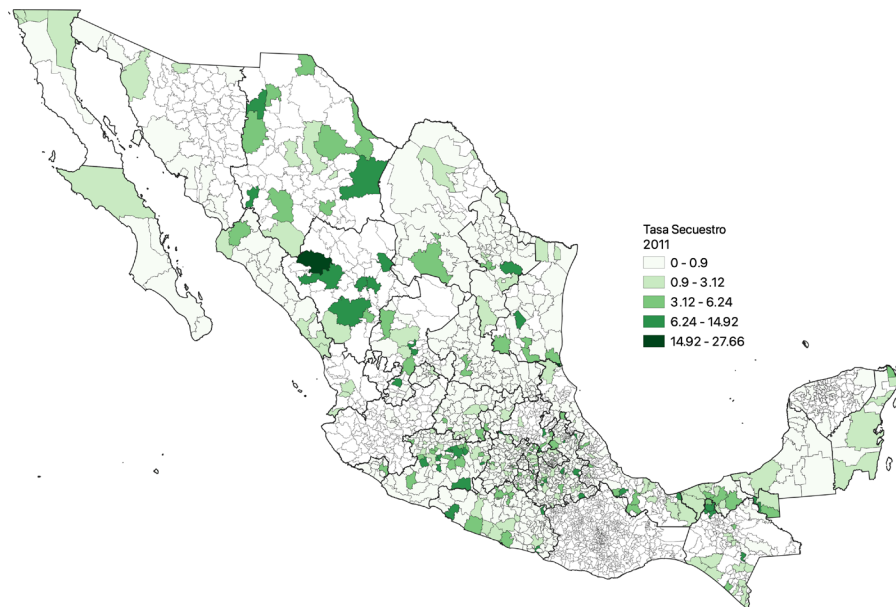 Tasa Secuestro
2011
0 - 0.9
0.9 - 3.12
3.12 - 6.24
6.24 - 14.92
14.92 - 27.66